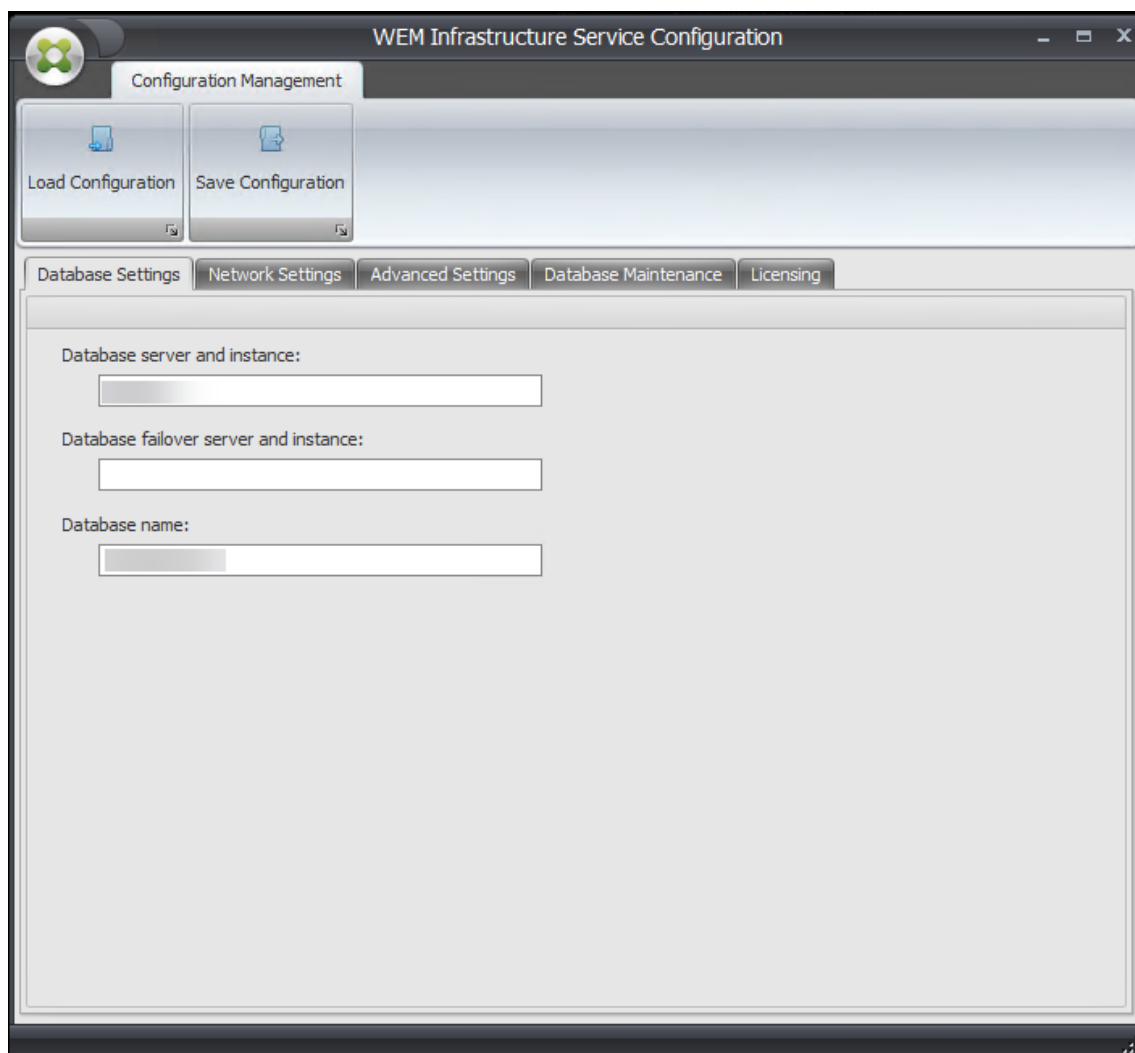 WEM Infrastructure Service Configuration
Configuration Management
Load Configuration
Save Configuration
Database Settings
Network Settings
Advanced Settings
Database Maintenance
Licensing
Database server and instance:
Database failover server and instance:
Database name: